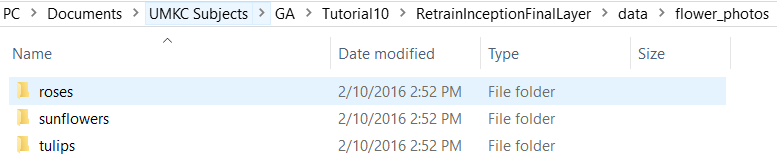 PC > Documents > UMKC Subjects > GA > Tutorial10 > RetrainInceptionFinalLayer > data > flower_photos
Name Date modified Type Size
roses 2/10/2016 2:52 PM File folder
sunflowers 2/10/2016 2:52 PM File folder
tulips 2/10/2016 2:52 PM File folder